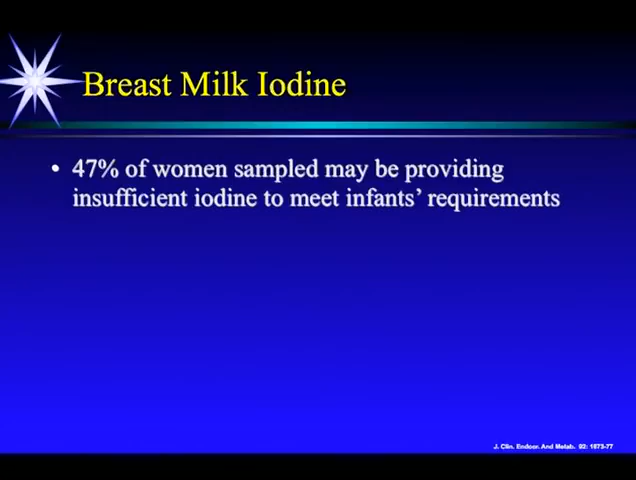 Breast Milk Iodine
• 47% of women sampled may be providing
insufficient iodine to meet infants’ requirements
J. Clin. Endocr. And Metab. 92: 1673-77